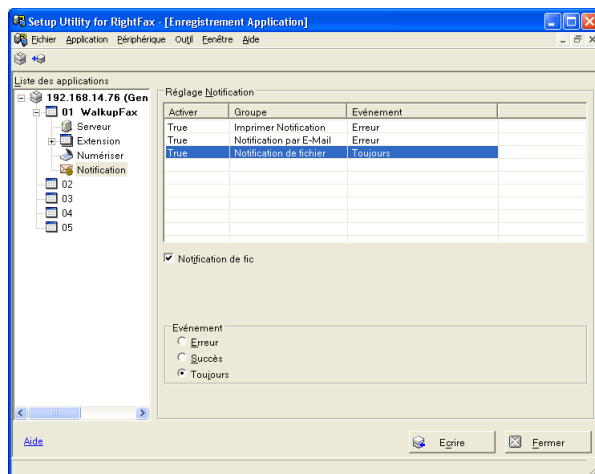 Setup Utility for RightFax - [Enregistrement Application]
Fichier Application Périphérique Outil Fenêtre Aide
Liste des applications
192.168.14.76 (Gen
01 WalkupFax
Serveur
Extension
Numériser
Notification
02
03
04
05
Réglage Notification
Activer Groupe Evénement
True Imprimer Notification Erreur
True Notification par E-Mail Erreur
True Notification de fichier Toujours
Notification de fic
Evénement
Erreur
Succès
Toujours
Aide
Ecrire
Fermer